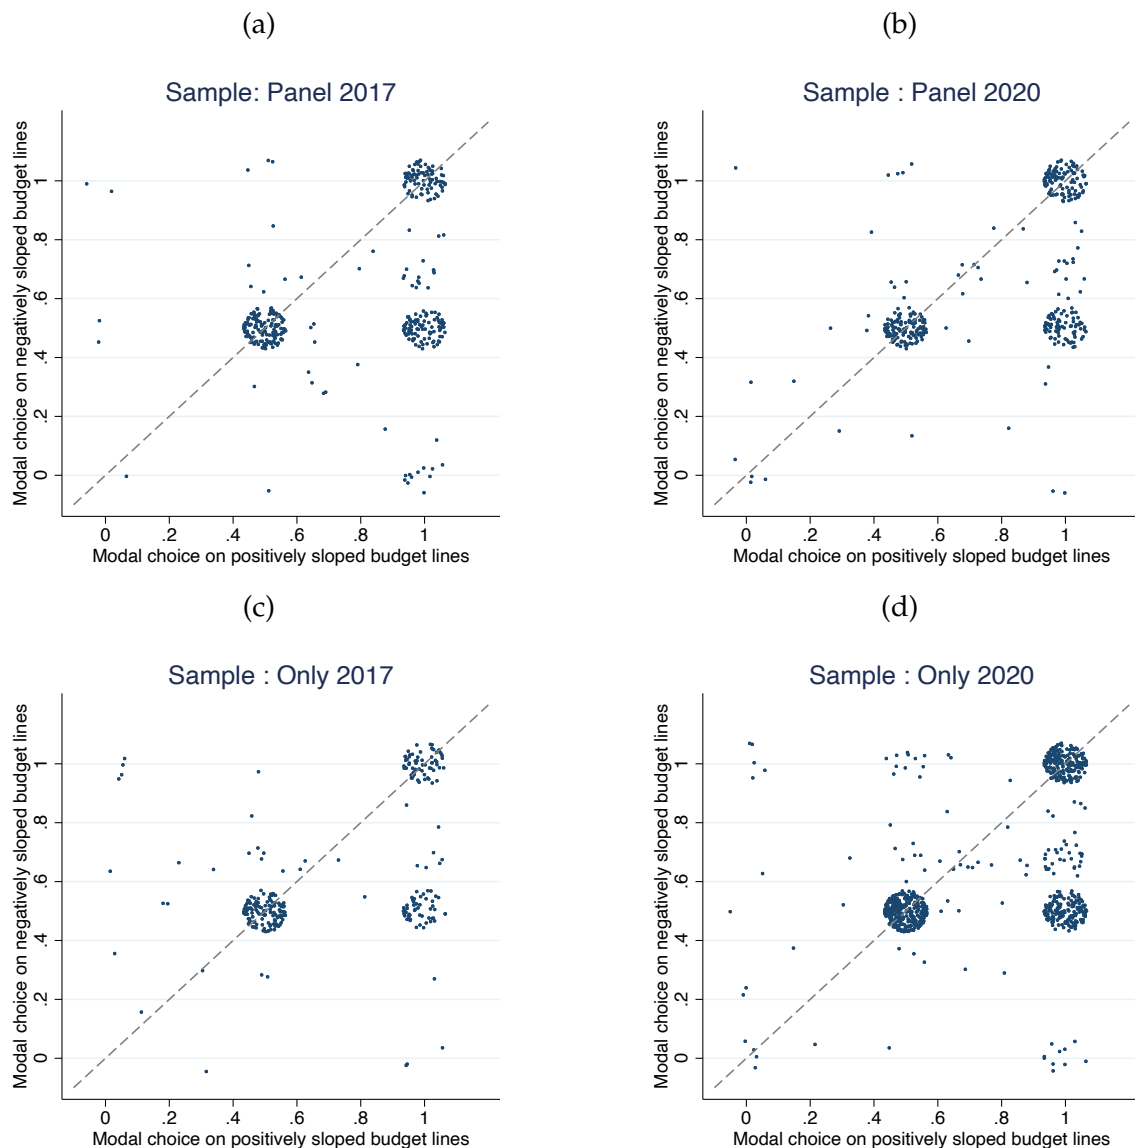 (a)
Sample: Panel 2017
Modal choice on negatively sloped budget lines
1
.8
.6
.4
.2
0
0 .2 .4 .6 .8 1
Modal choice on positively sloped budget lines
(b)
Sample : Panel 2020
Modal choice on negatively sloped budget lines
1
.8
.6
.4
.2
0
0 .2 .4 .6 .8 1
Modal choice on positively sloped budget lines
(c)
Sample : Only 2017
Modal choice on negatively sloped budget lines
1
.8
.6
.4
.2
0
0 .2 .4 .6 .8 1
Modal choice on positively sloped budget lines
(d)
Sample : Only 2020
Modal choice on negatively sloped budget lines
1
.8
.6
.4
.2
0
0 .2 .4 .6 .8 1
Modal choice on positively sloped budget lines